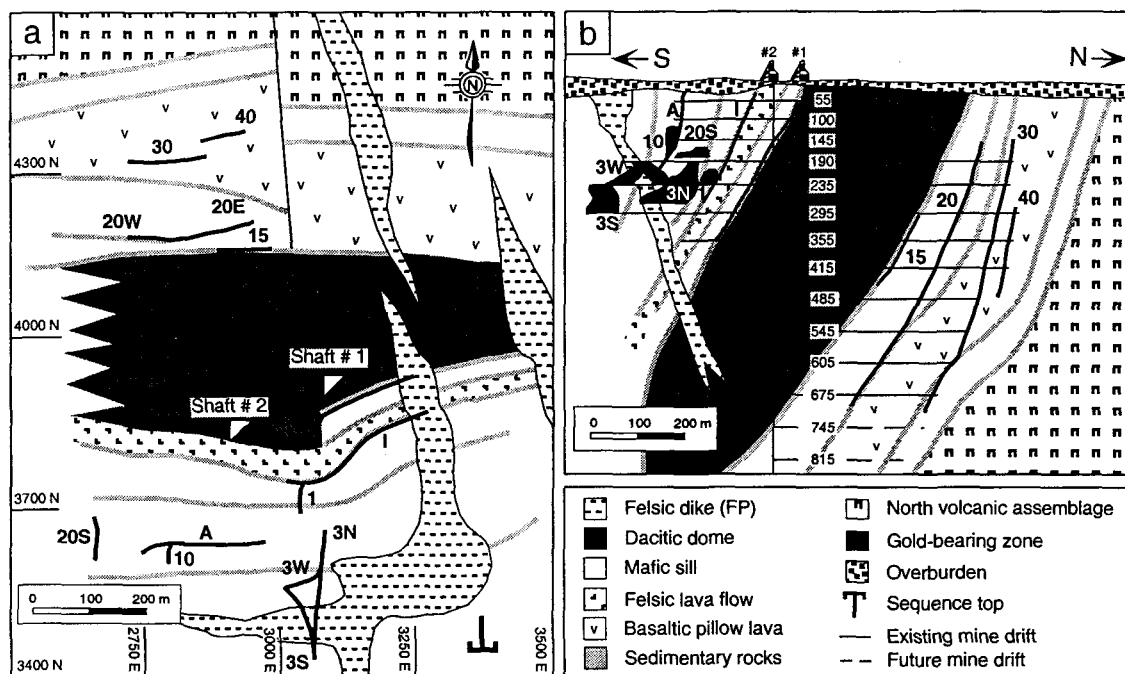 a
N
40
30
4300 N
20W
20E
15
4000 N
Shaft # 1
Shaft # 2
I
3700 N
1
20S
A
10
3N
3W
0 100 200 m
3400 N
2750 E
3000 E
3S
3250 E
3500 E
b
S
#2
#1
N
A
I
55
100
20S
10
145
30
3W
190
3N
1
235
20
40
3S
295
355
15
415
485
545
605
0 100 200 m
675
745
815
Felsic dike (FP)
Dacitic dome
Mafic sill
Felsic lava flow
Basaltic pillow lava
Sedimentary rocks
North volcanic assemblage
Gold-bearing zone
Overburden
Sequence top
Existing mine drift
Future mine drift